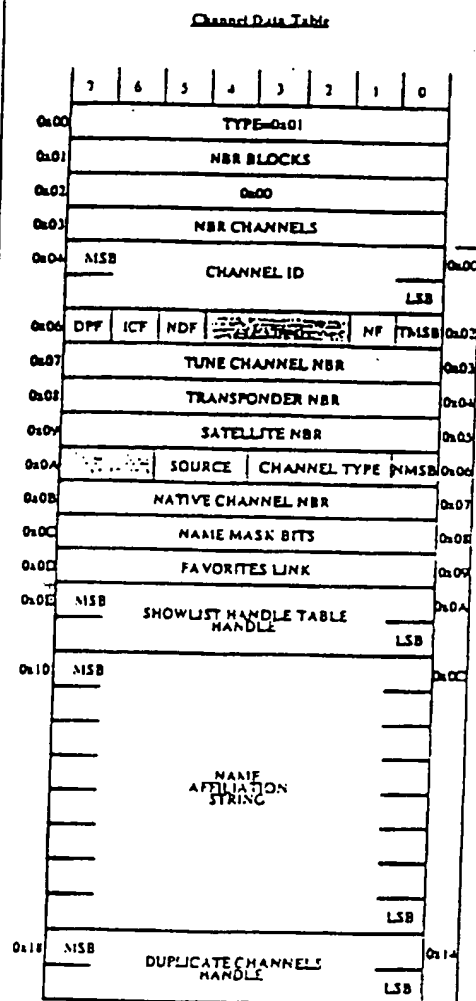 Channel Data Table
7 6 5 4 3 2 1 0
0x00 TYPE=0x01
0x01 NBR BLOCKS
0x02 0x00
0x03 NBR CHANNELS
0x04 MSB CHANNEL ID 0x00
LSB
0x06 DPF ICF NDF NF TMSB 0x02
0x07 TUNE CHANNEL NBR 0x03
0x08 TRANSPONDER NBR 0x04
0x09 SATELLITE NBR 0x05
0x0A SOURCE CHANNEL TYPE NMSB 0x06
0x0B NATIVE CHANNEL NBR 0x07
0x0C NAME MASK BITS 0x08
0x0D FAVORITES LINK 0x09
0x0E MSB SHOWLIST HANDLE TABLE 0x0A
HANDLE
LSB
0x10 MSB 0x0C
NAME
AFFILIATION
STRING
LSB
0x18 MSB DUPLICATE CHANNELS 0x14
HANDLE
LSB